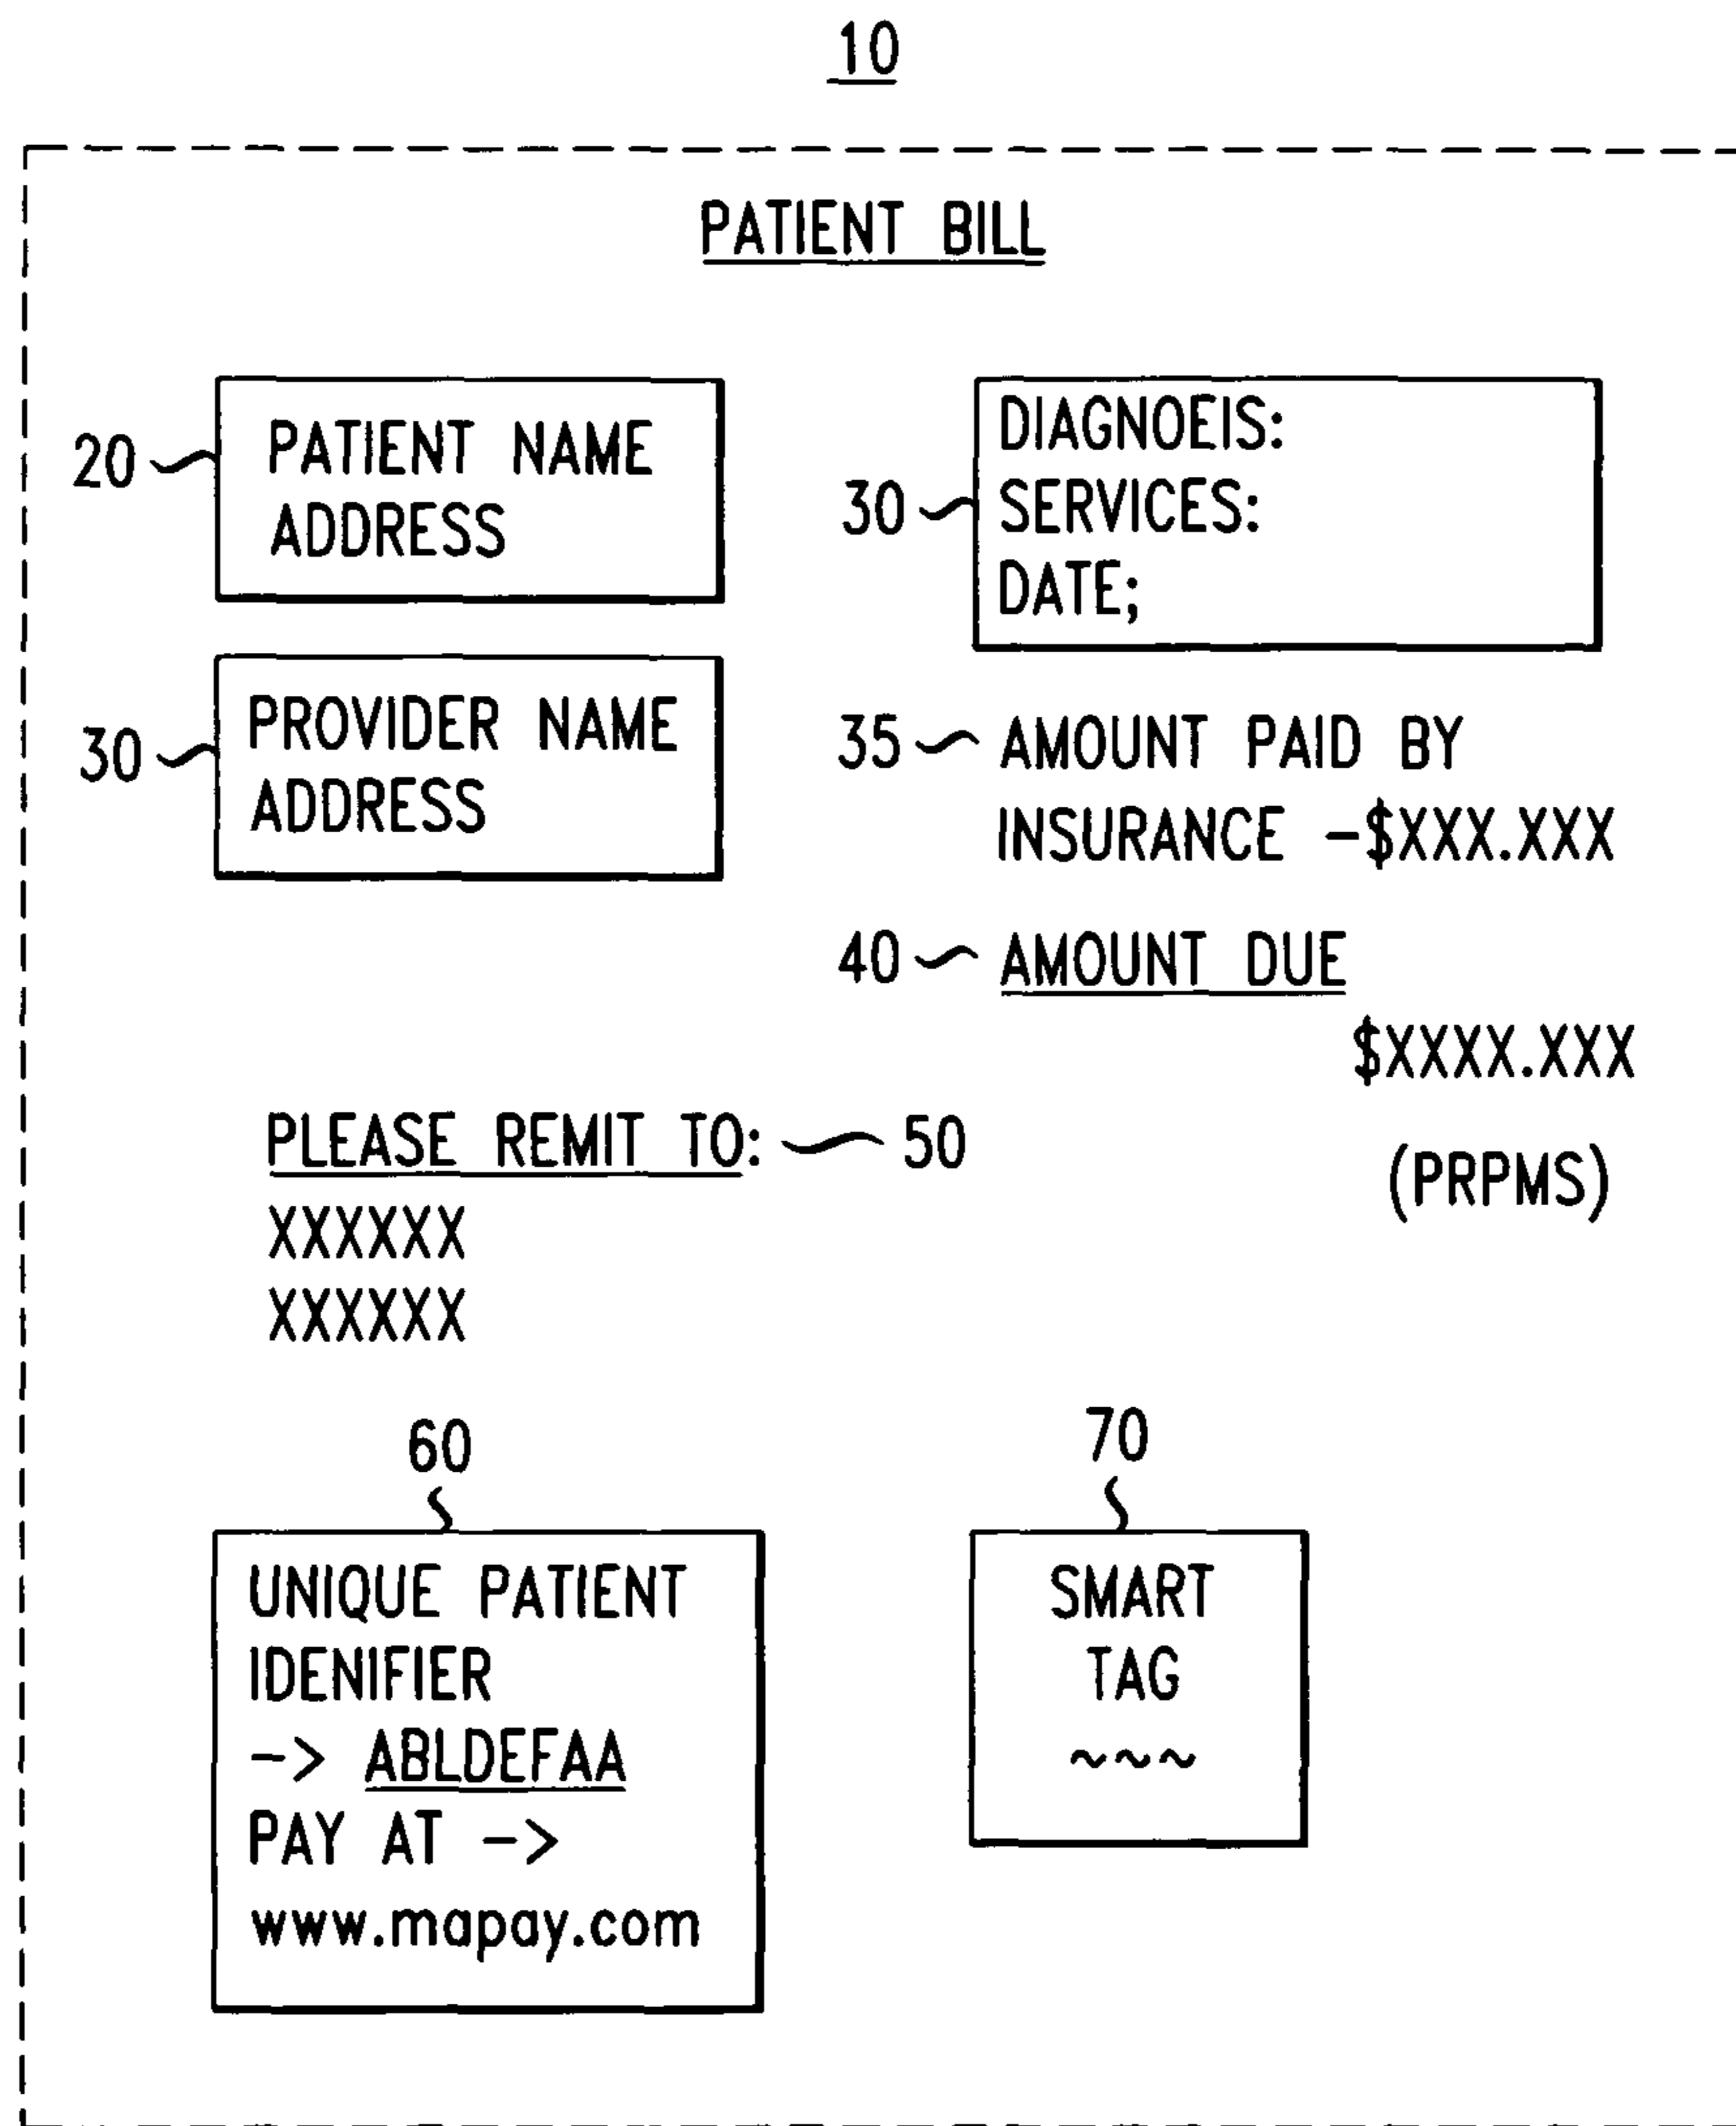 10
PATIENT BILL
20 PATIENT NAME
ADDRESS
30 PROVIDER NAME
ADDRESS
30 DIAGNOEIS:
SERVICES:
DATE;
35 AMOUNT PAID BY
INSURANCE -$XXX.XXX
40 AMOUNT DUE
$XXXX.XXX
(PRPMS)
PLEASE REMIT TO: 50
XXXXXX
XXXXXX
60
UNIQUE PATIENT
IDENIFIER
-> ABLDEFAA
PAY AT ->
www.mapay.com
70
SMART
TAG
~~~